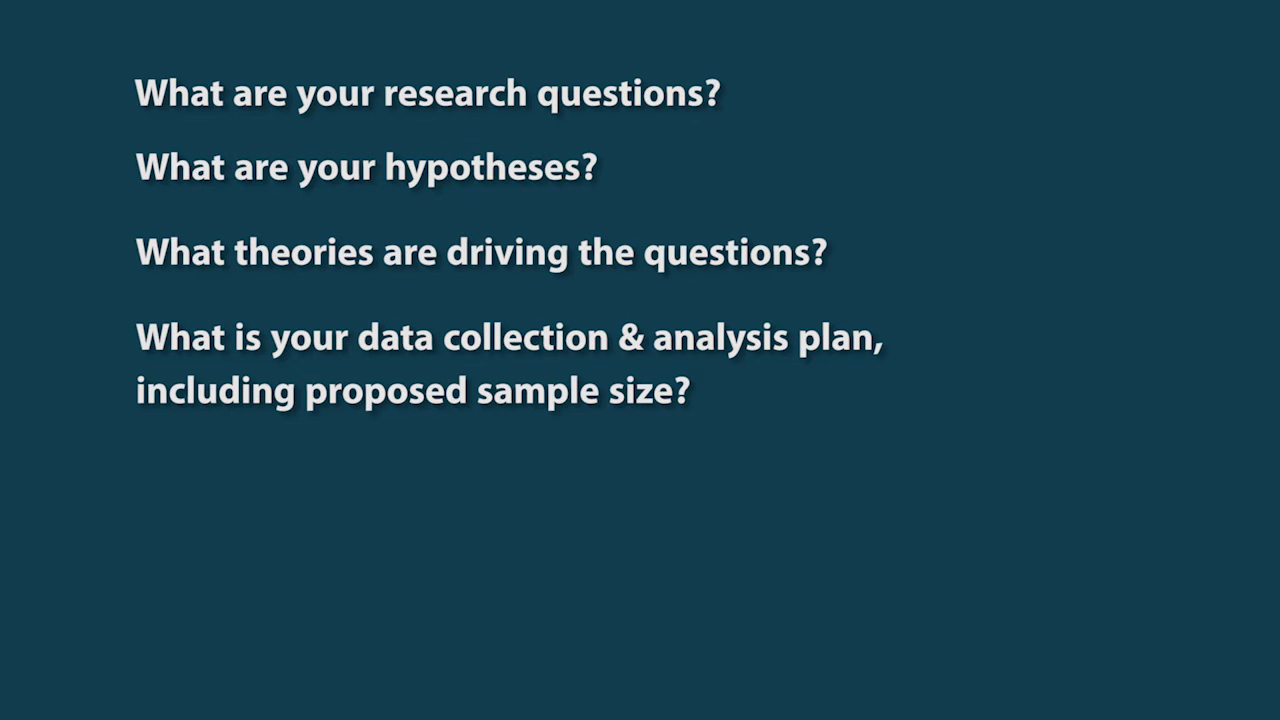 What are your research questions?
What are your hypotheses?
What theories are driving the questions?
What is your data collection & analysis plan,
including proposed sample size?